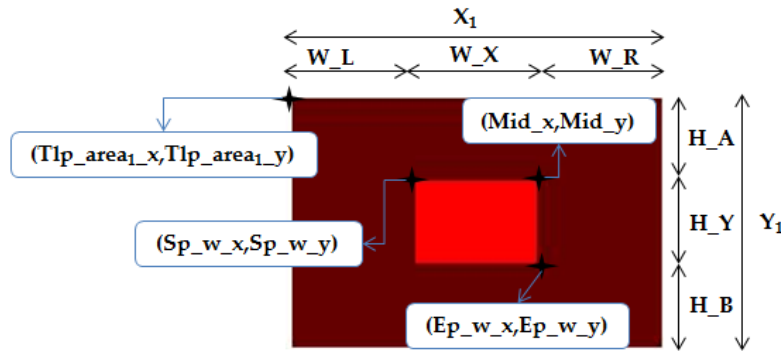 X₁
W_L W_X W_R
(Mid_x,Mid_y)
(Tlp_area₁_x,Tlp_area₁_y)
H_A
(Sp_w_x,Sp_w_y)
H_Y
Y₁
H_B
(Ep_w_x,Ep_w_y)